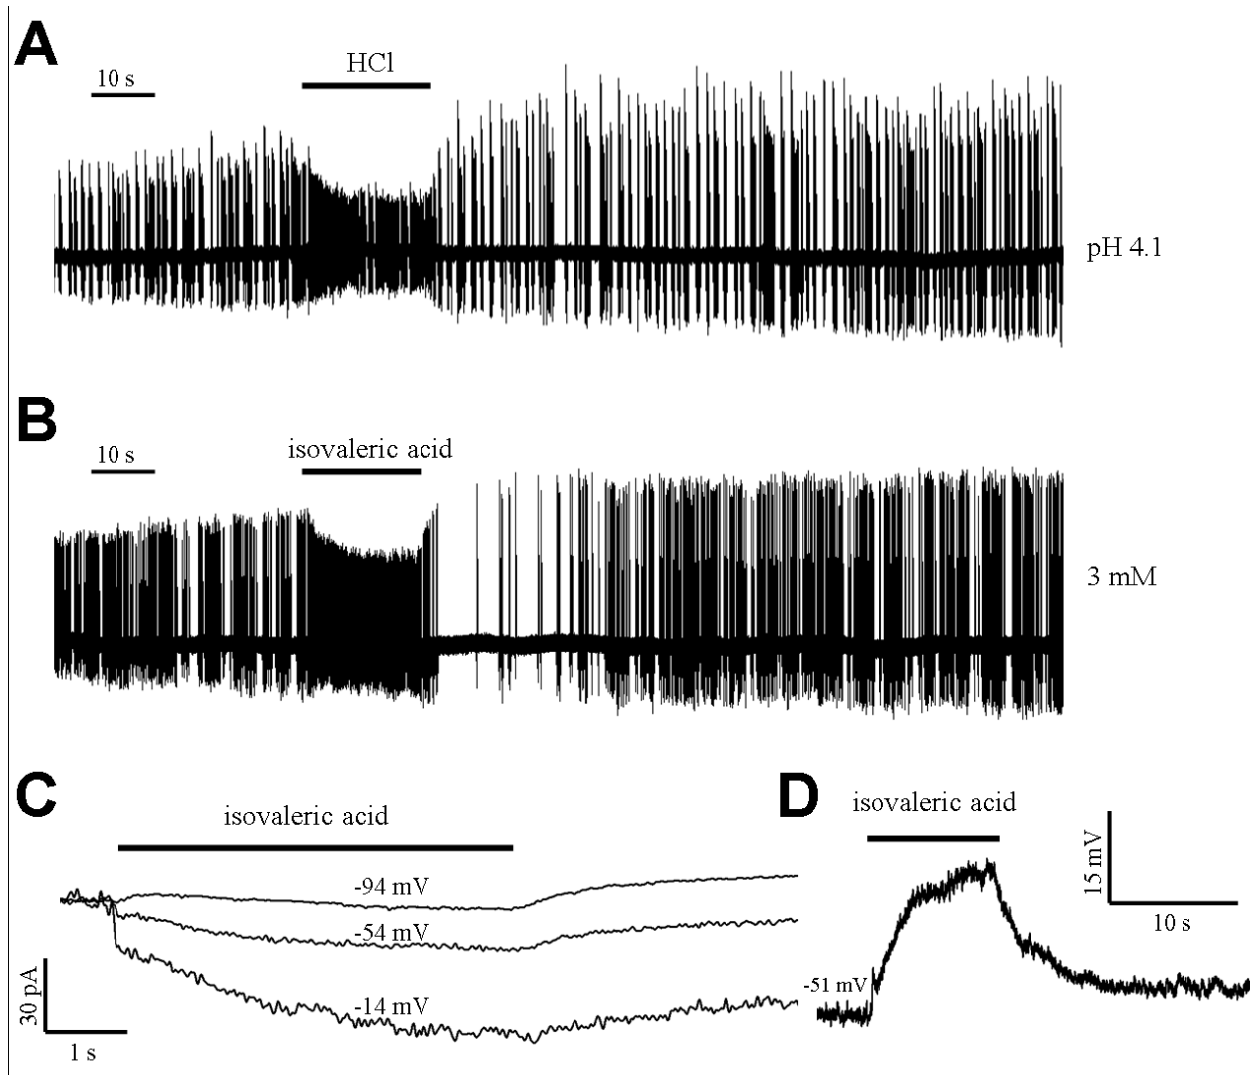 A
HCl
10 s
pH 4.1
B
isovaleric acid
10 s
3 mM
C
isovaleric acid
-94 mV
-54 mV
-14 mV
30 pA
1 s
D
isovaleric acid
15 mV
10 s
-51 mV